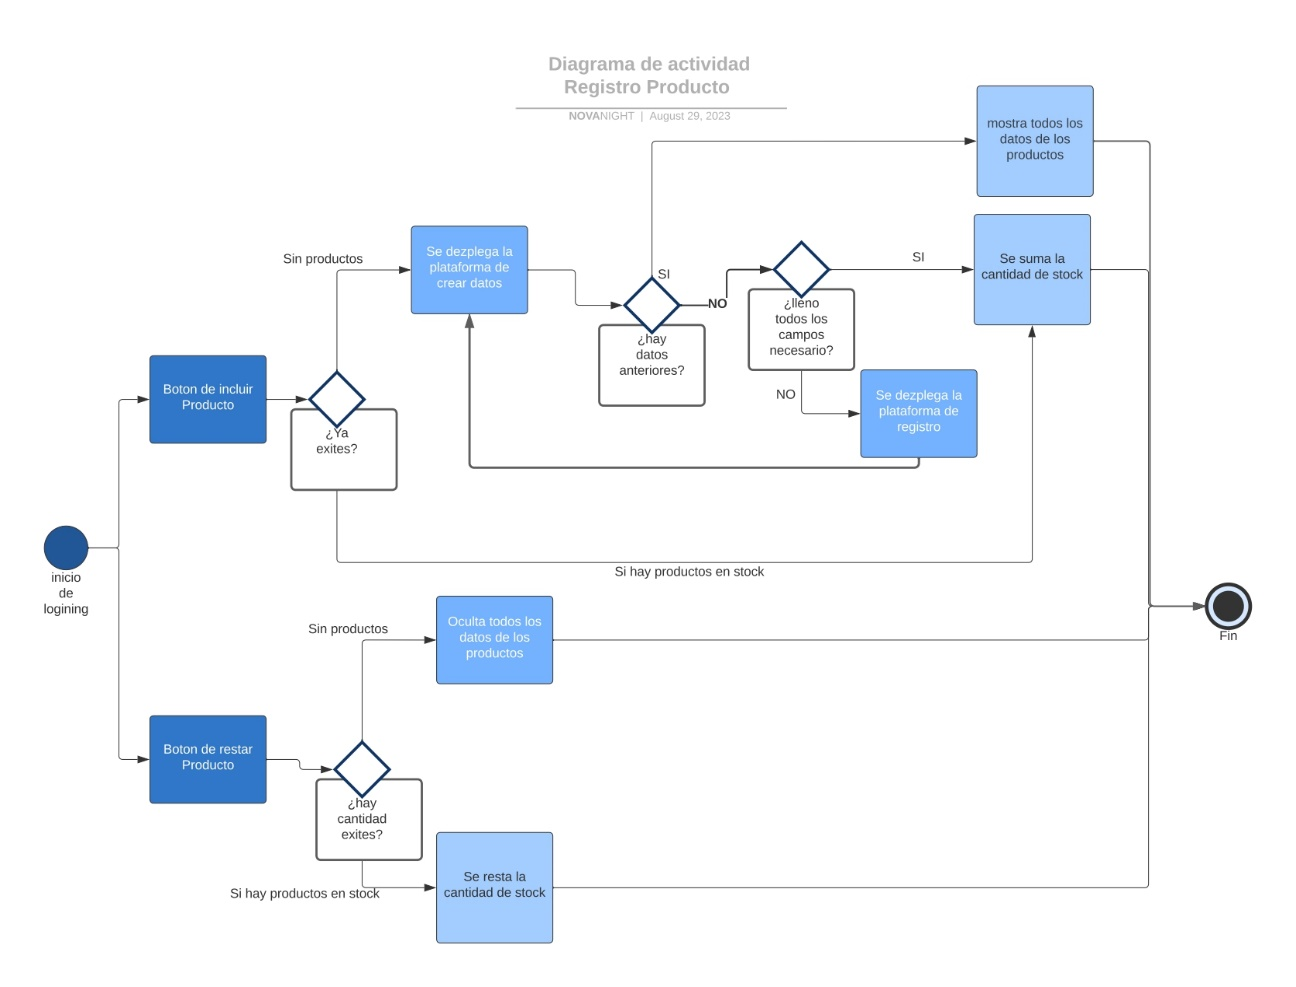 Diagrama de actividad
Registro Producto
NOVANIGHT | August 29, 2023
mostra todos los
datos de los
productos
Sin productos
Se dezplega la
plataforma de
crear datos
SI
NO
¿hay
datos
anteriores?
¿lleno
todos los
campos
necesario?
SI
Se suma la
cantidad de stock
NO
Se dezplega la
plataforma de
registro
Boton de incluir
Producto
¿Ya
exites?
Si hay productos en stock
inicio
de
logining
Fin
Sin productos
Oculta todos los
datos de los
productos
Boton de restar
Producto
¿hay
cantidad
exites?
Si hay productos en stock
Se resta la
cantidad de stock